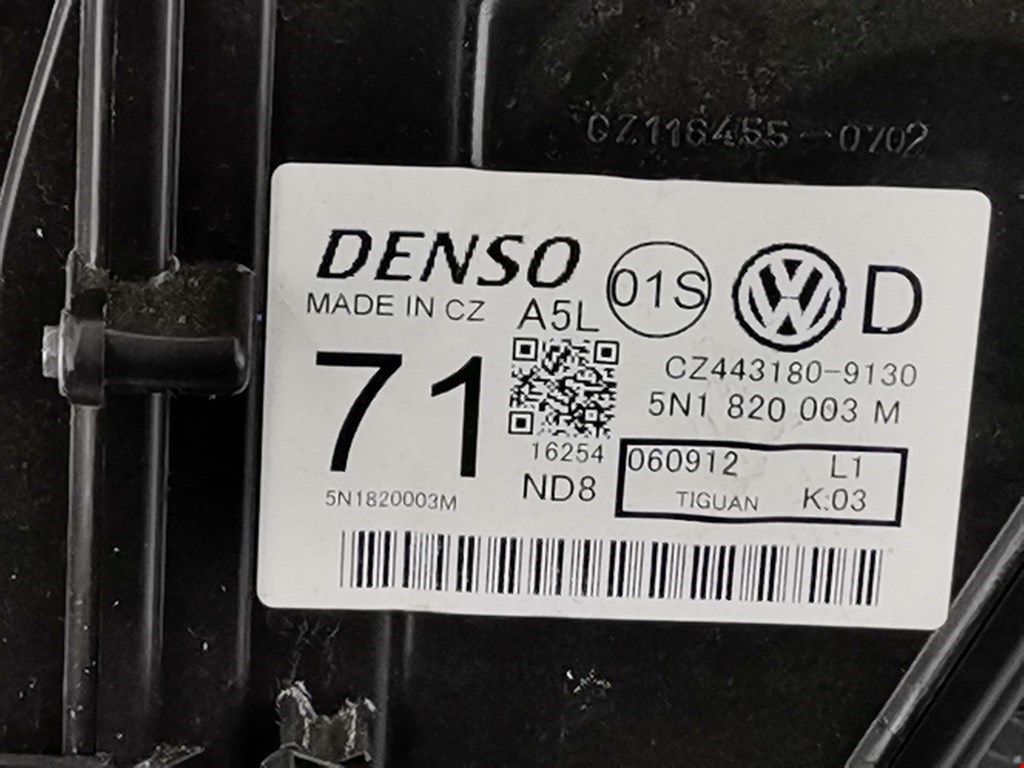 CZ116455-0702
DENSO 01S D
MADE IN CZ A5L
CZ443180-9130
71
5N1 820 003 M
16254
060912 L1
5N1820003M ND8
TIGUAN K:03